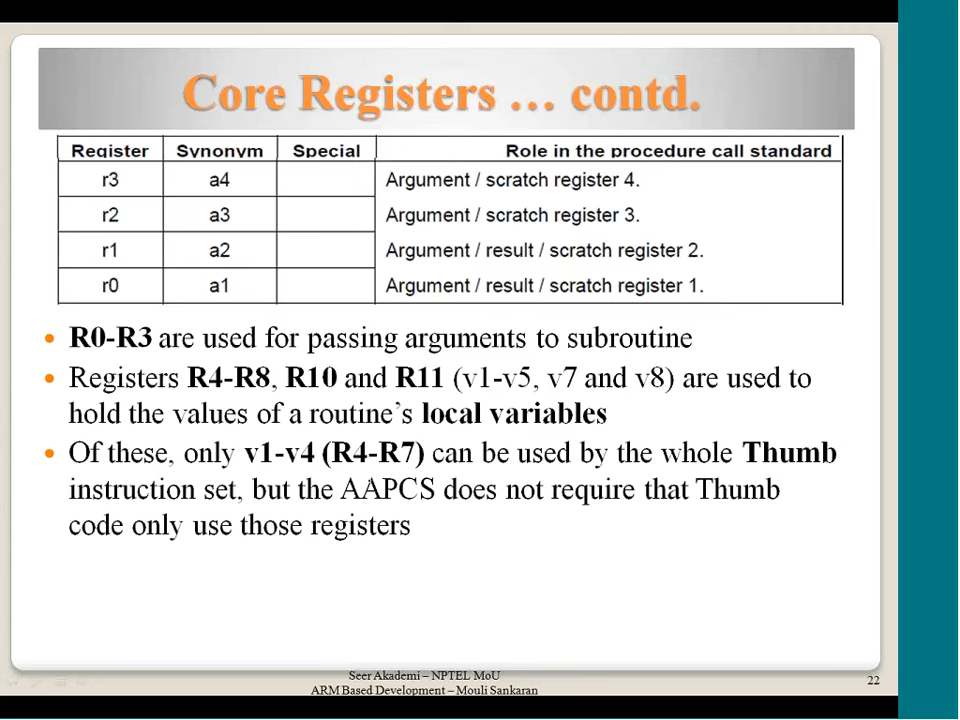 Core Registers … contd.
Register Synonym Special Role in the procedure call standard
r3 a4 Argument / scratch register 4.
r2 a3 Argument / scratch register 3.
r1 a2 Argument / result / scratch register 2.
r0 a1 Argument / result / scratch register 1.
• R0-R3 are used for passing arguments to subroutine
• Registers R4-R8, R10 and R11 (v1-v5, v7 and v8) are used to
hold the values of a routine’s local variables
• Of these, only v1-v4 (R4-R7) can be used by the whole Thumb
instruction set, but the AAPCS does not require that Thumb
code only use those registers
Seer Akademi – NPTEL MoU
ARM Based Development – Mouli Sankaran
22